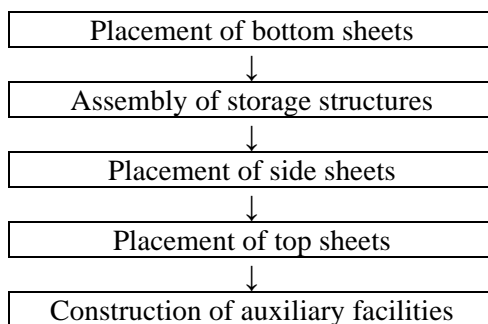 Placement of bottom sheets
↓
Assembly of storage structures
↓
Placement of side sheets
↓
Placement of top sheets
↓
Construction of auxiliary facilities